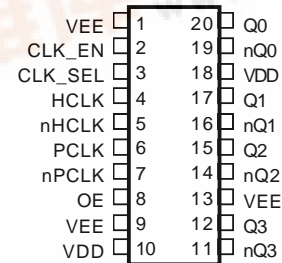 VEE 1 20 Q0
CLK_EN 2 19 nQ0
CLK_SEL 3 18 VDD
HCLK 4 17 Q1
nHCLK 5 16 nQ1
PCLK 6 15 Q2
nPCLK 7 14 nQ2
OE 8 13 VEE
VEE 9 12 Q3
VDD 10 11 nQ3